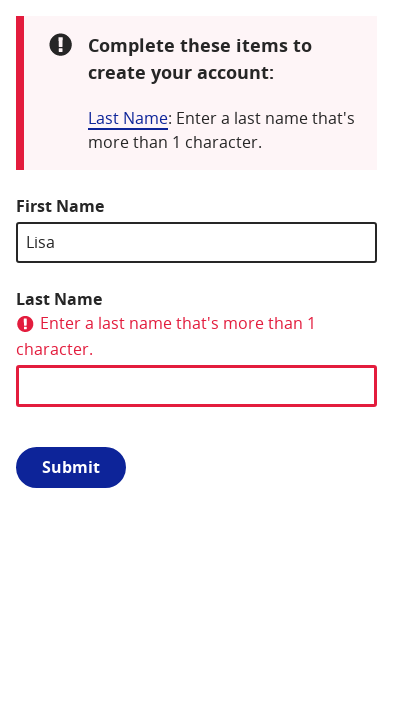 Complete these items to
create your account:
Last Name: Enter a last name that's
more than 1 character.
First Name
Lisa
Last Name
Enter a last name that's more than 1
character.
Submit